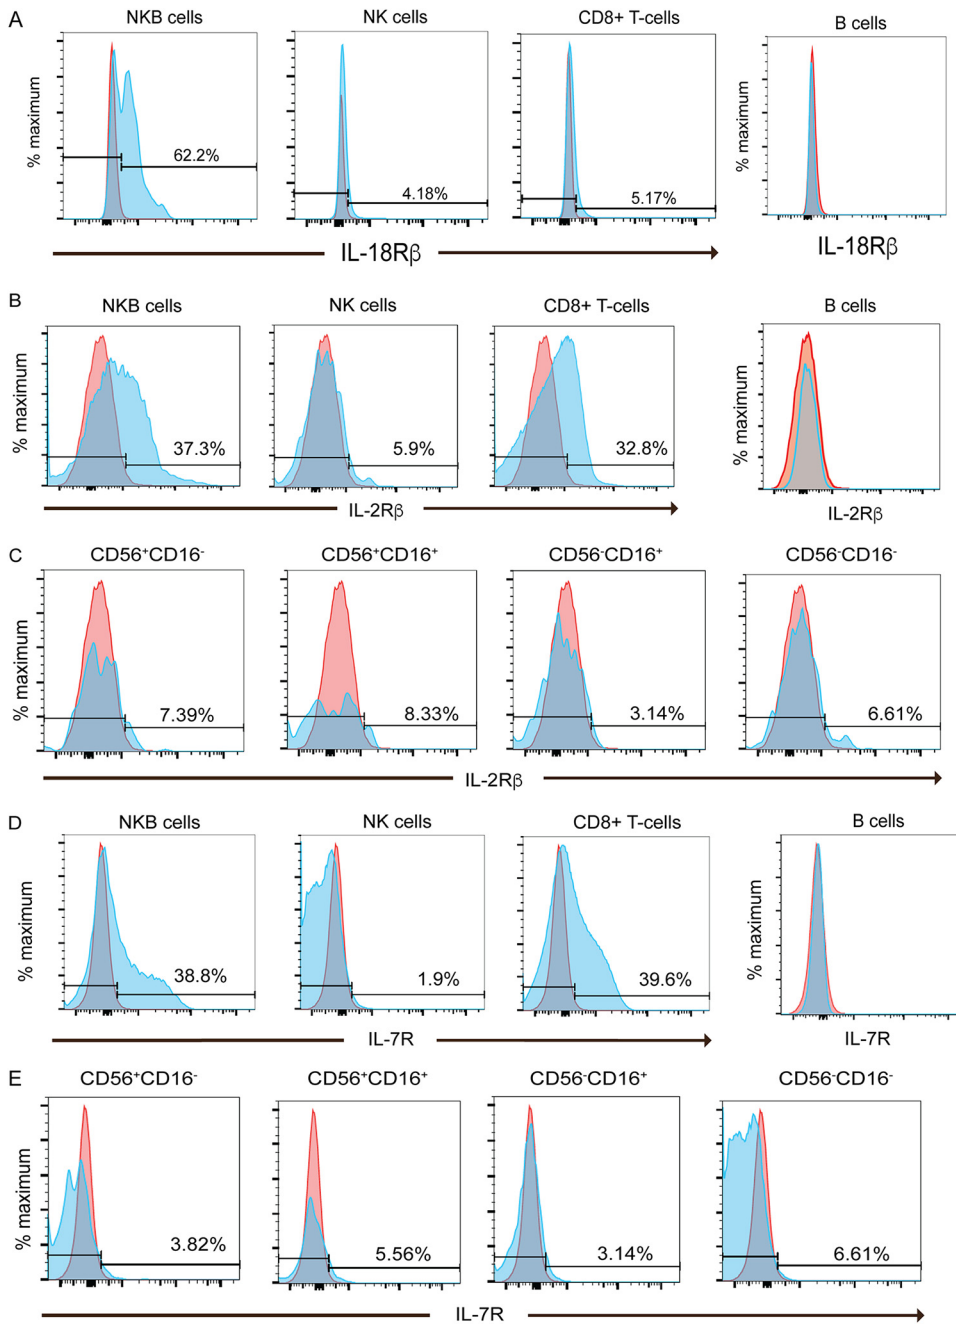 A
NKB cells
NK cells
CD8+ T-cells
B cells
% maximum
62.2%
4.18%
5.17%
% maximum
IL-18Rβ
IL-18Rβ
B
NKB cells
NK cells
CD8+ T-cells
B cells
% maximum
37.3%
5.9%
32.8%
% maximum
IL-2Rβ
IL-2Rβ
C
CD56⁺CD16⁻
CD56⁺CD16⁺
CD56⁻CD16⁺
CD56⁻CD16⁻
% maximum
7.39%
8.33%
3.14%
6.61%
IL-2Rβ
D
NKB cells
NK cells
CD8+ T-cells
B cells
% maximum
38.8%
1.9%
39.6%
% maximum
IL-7R
IL-7R
E
CD56⁺CD16⁻
CD56⁺CD16⁺
CD56⁻CD16⁺
CD56⁻CD16⁻
% maximum
3.82%
5.56%
3.14%
6.61%
IL-7R